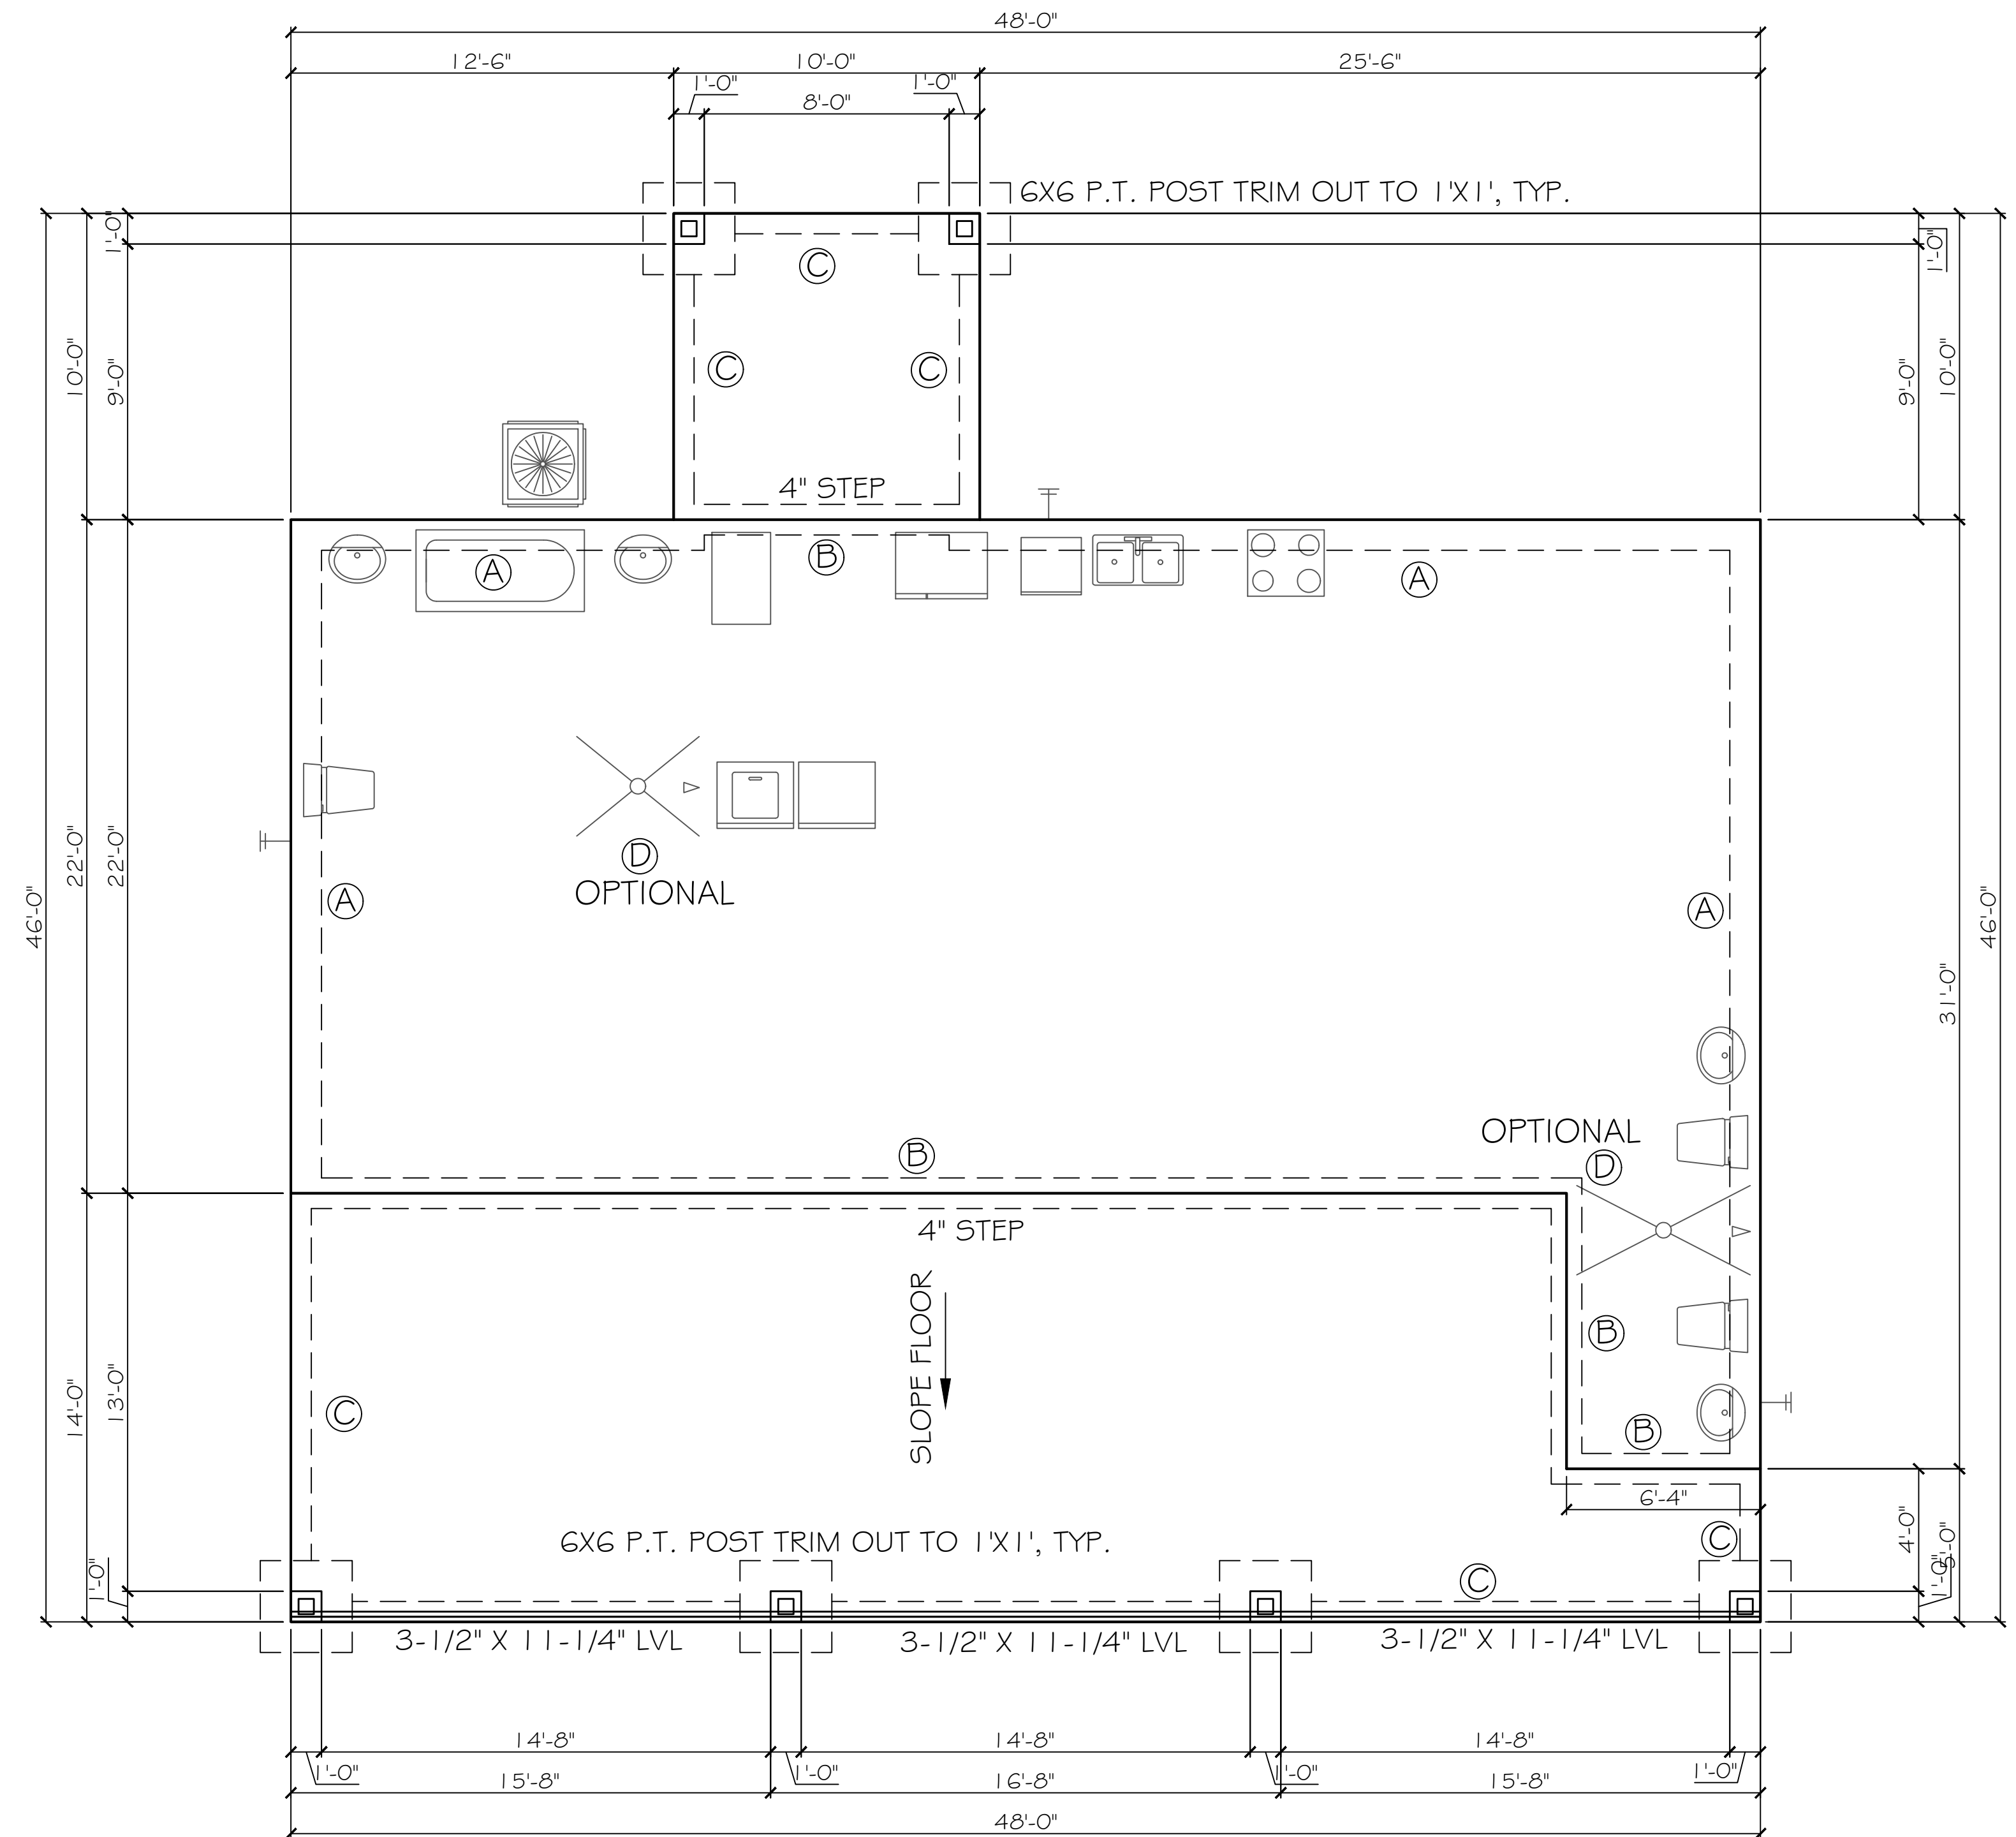 48'-0"
12'-6"
10'-0"
25'-6"
1'-0"
1'-0"
8'-0"
6X6 P.T. POST TRIM OUT TO 1'X1', TYP.
1'-0"
1'-0"
C
10'-0"
9'-0"
C
C
9'-0"
10'-0"
4" STEP
A
B
A
22'-0"
22'-0"
D
OPTIONAL
A
A
46'-0"
46'-0"
31'-0"
OPTIONAL
B
D
4" STEP
SLOPE FLOOR
B
14'-0"
13'-0"
C
B
6'-4"
6X6 P.T. POST TRIM OUT TO 1'X1', TYP.
C
4'-0"
5'-0"
1'-0"
C
1'-0"
3-1/2" X 11-1/4" LVL
3-1/2" X 11-1/4" LVL
3-1/2" X 11-1/4" LVL
14'-8"
14'-8"
14'-8"
1'-0"
1'-0"
1'-0"
1'-0"
15'-8"
16'-8"
15'-8"
48'-0"